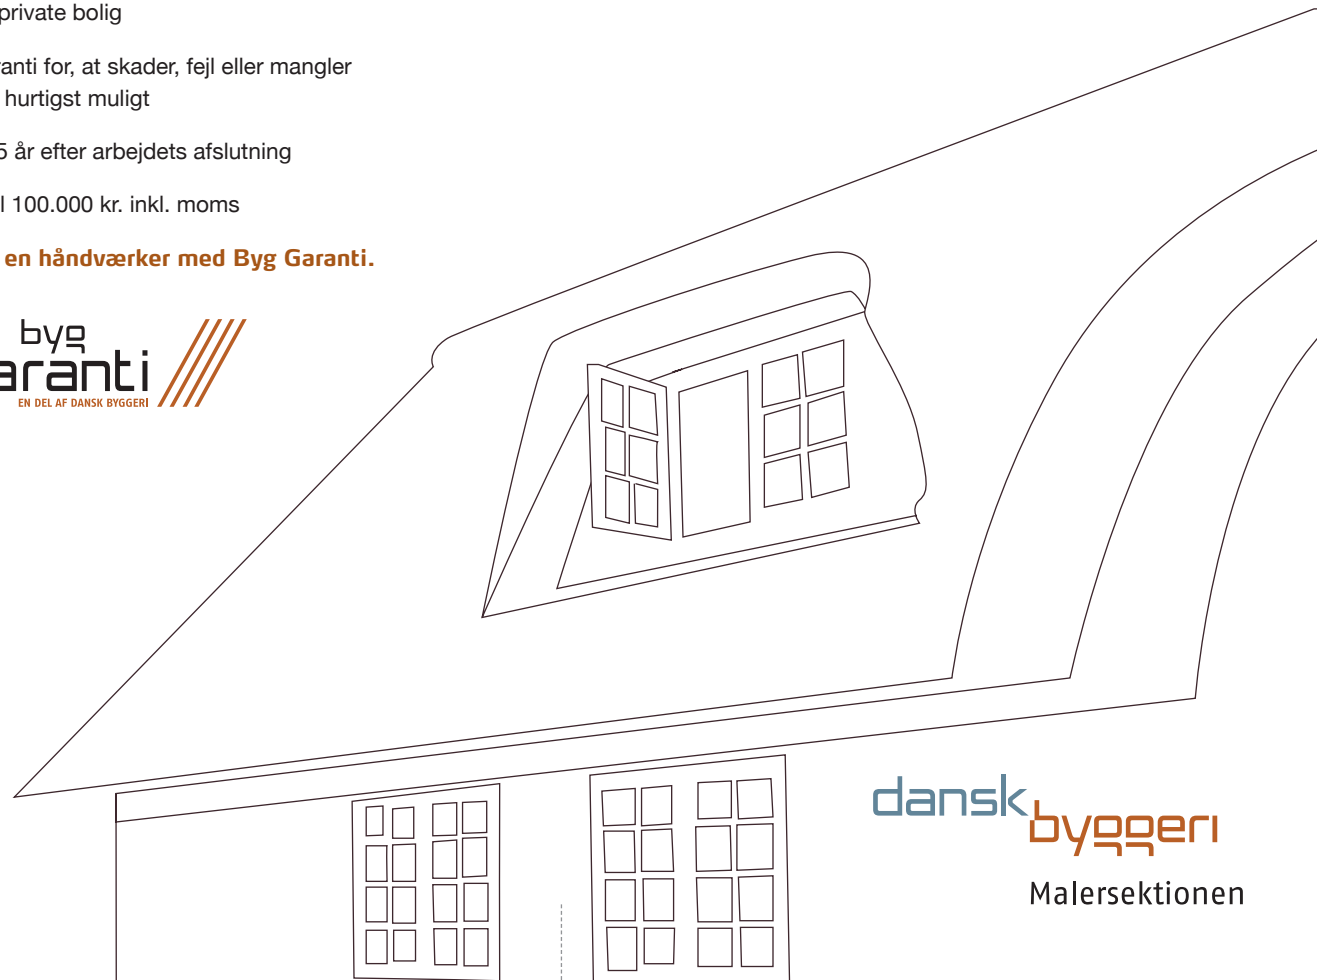 private bolig
anti for, at skader, fejl eller mangler
hurtigst muligt
5 år efter arbejdets afslutning
l 100.000 kr. inkl. moms
en håndværker med Byg Garanti.
byg
aranti
EN DEL AF DANSK BYGGERI
dansk
byggeri
Malersektionen